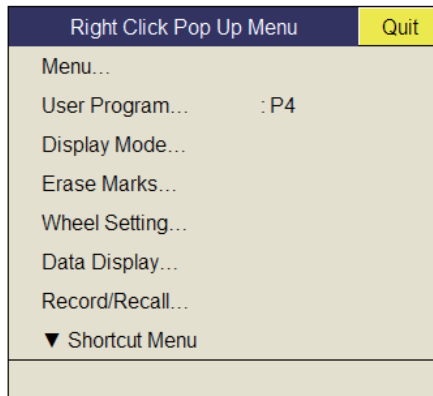 Right Click Pop Up Menu Quit
Menu...
User Program... : P4
Display Mode...
Erase Marks...
Wheel Setting...
Data Display...
Record/Recall...
▼ Shortcut Menu